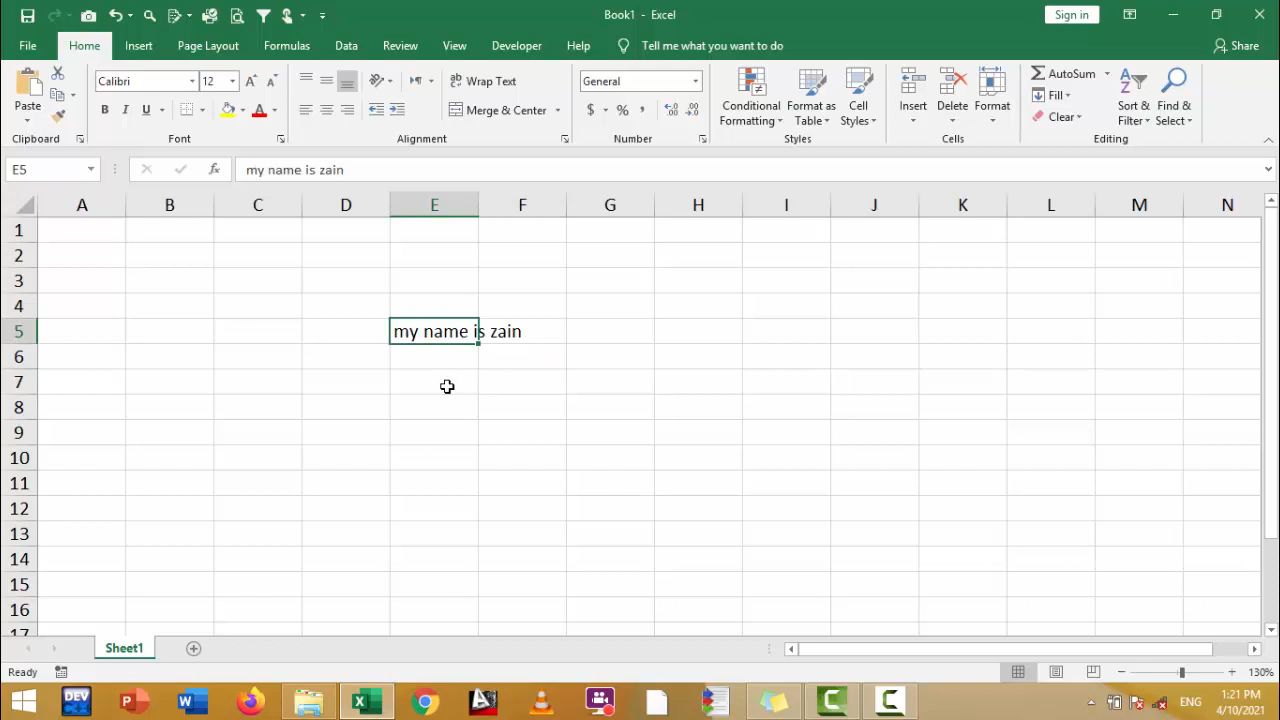 Book1 - Excel
Sign in
File Home Insert Page Layout Formulas Data Review View Developer Help Tell me what you want to do Share
Calibri 12 Wrap Text General AutoSum
Paste B I U Merge & Center $ % , Conditional Formatting Format as Table Cell Styles Insert Delete Format Fill Clear Sort & Filter Find & Select
Clipboard Font Alignment Number Styles Cells Editing
E5 fx my name is zain
A B C D E F G H I J K L M N
1
2
3
4
5 my name is zain
6
7
8
9
10
11
12
13
14
15
16
17
Sheet1
Ready 130%
DEV ENG 1:21 PM
4/10/2021